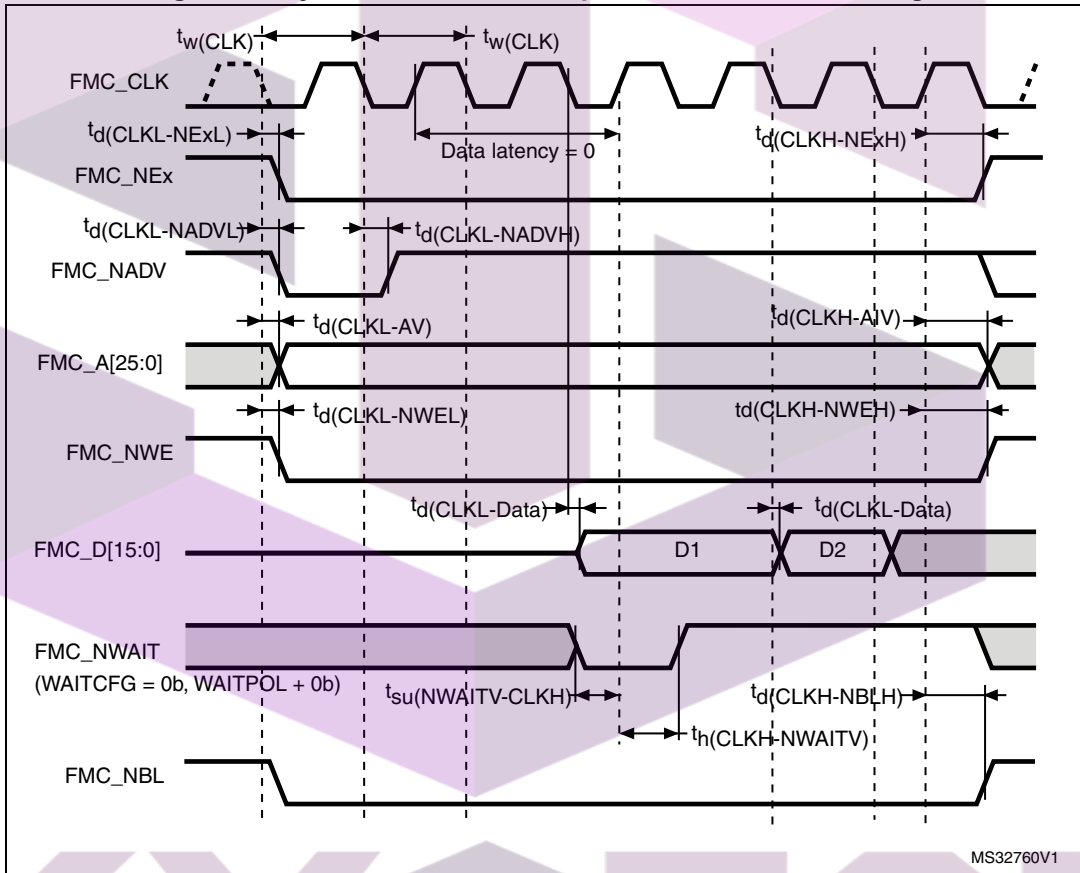 tw(CLK)
tw(CLK)
FMC_CLK
td(CLKL-NExL)
Data latency = 0
td(CLKH-NExH)
FMC_NEx
td(CLKL-NADVL)
td(CLKL-NADVH)
FMC_NADV
td(CLKL-AV)
td(CLKH-AIV)
FMC_A[25:0]
td(CLKL-NWEL)
td(CLKH-NWEH)
FMC_NWE
td(CLKL-Data)
td(CLKL-Data)
FMC_D[15:0]
D1
D2
FMC_NWAIT
(WAITCFG = 0b, WAITPOL + 0b)
tsu(NWAITV-CLKH)
td(CLKH-NBLH)
th(CLKH-NWAITV)
FMC_NBL
MS32760V1